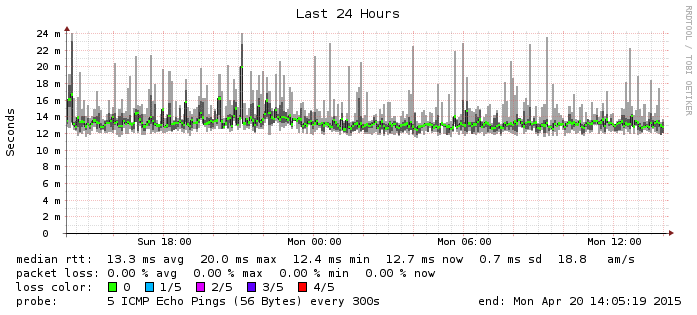 Last 24 Hours
RRDTOOL / TOBI OETIKER
Seconds
24 m
22 m
20 m
18 m
16 m
14 m
12 m
10 m
8 m
6 m
4 m
2 m
0
Sun 18:00 Mon 00:00 Mon 06:00 Mon 12:00
median rtt: 13.3 ms avg 20.0 ms max 12.4 ms min 12.7 ms now 0.7 ms sd 18.8 am/s
packet loss: 0.00 % avg 0.00 % max 0.00 % min 0.00 % now
loss color: 0 1/5 2/5 3/5 4/5
probe: 5 ICMP Echo Pings (56 Bytes) every 300s end: Mon Apr 20 14:05:19 2015